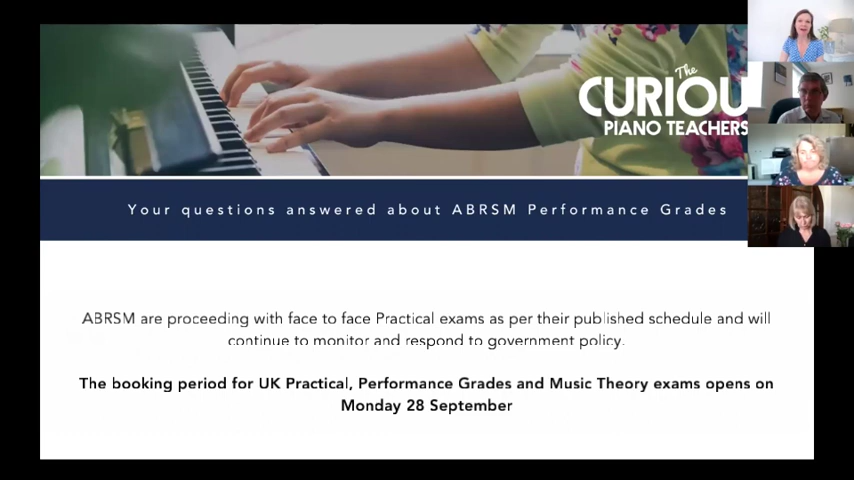 The
CURIOU
PIANO TEACHERS
Your questions answered about ABRSM Performance Grades
ABRSM are proceeding with face to face Practical exams as per their published schedule and will
continue to monitor and respond to government policy.
The booking period for UK Practical, Performance Grades and Music Theory exams opens on
Monday 28 September